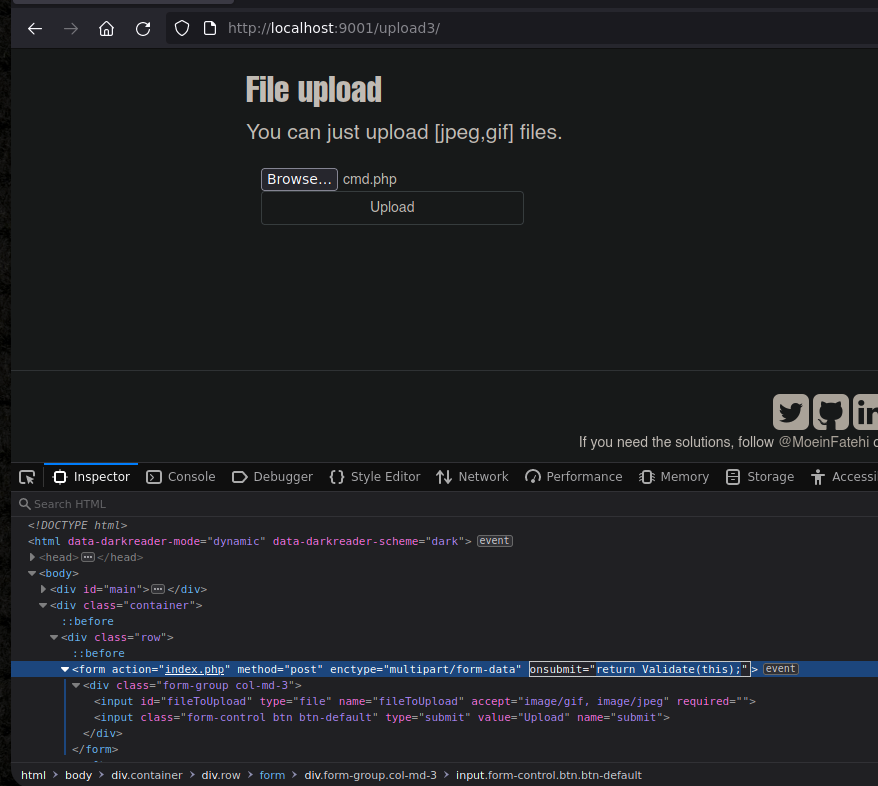 http://localhost:9001/upload3/
File upload
You can just upload [jpeg,gif] files.
Browse... cmd.php
Upload
in
If you need the solutions, follow @MoeinFatehi
Inspector Console Debugger {} Style Editor Network Performance Memory Storage Accessi
Search HTML
<!DOCTYPE html>
<html data-darkreader-mode="dynamic" data-darkreader-scheme="dark"> event
<head> ••• </head>
<body>
<div id="main"> ••• </div>
<div class="container">
::before
<div class="row">
::before
<form action="index.php" method="post" enctype="multipart/form-data" onsubmit="return Validate(this);"> event
<div class="form-group col-md-3">
<input id="fileToUpload" type="file" name="fileToUpload" accept="image/gif, image/jpeg" required="">
<input class="form-control btn btn-default" type="submit" value="Upload" name="submit">
</div>
</form>
html > body > div.container > div.row > form > div.form-group.col-md-3 > input.form-control.btn.btn-default